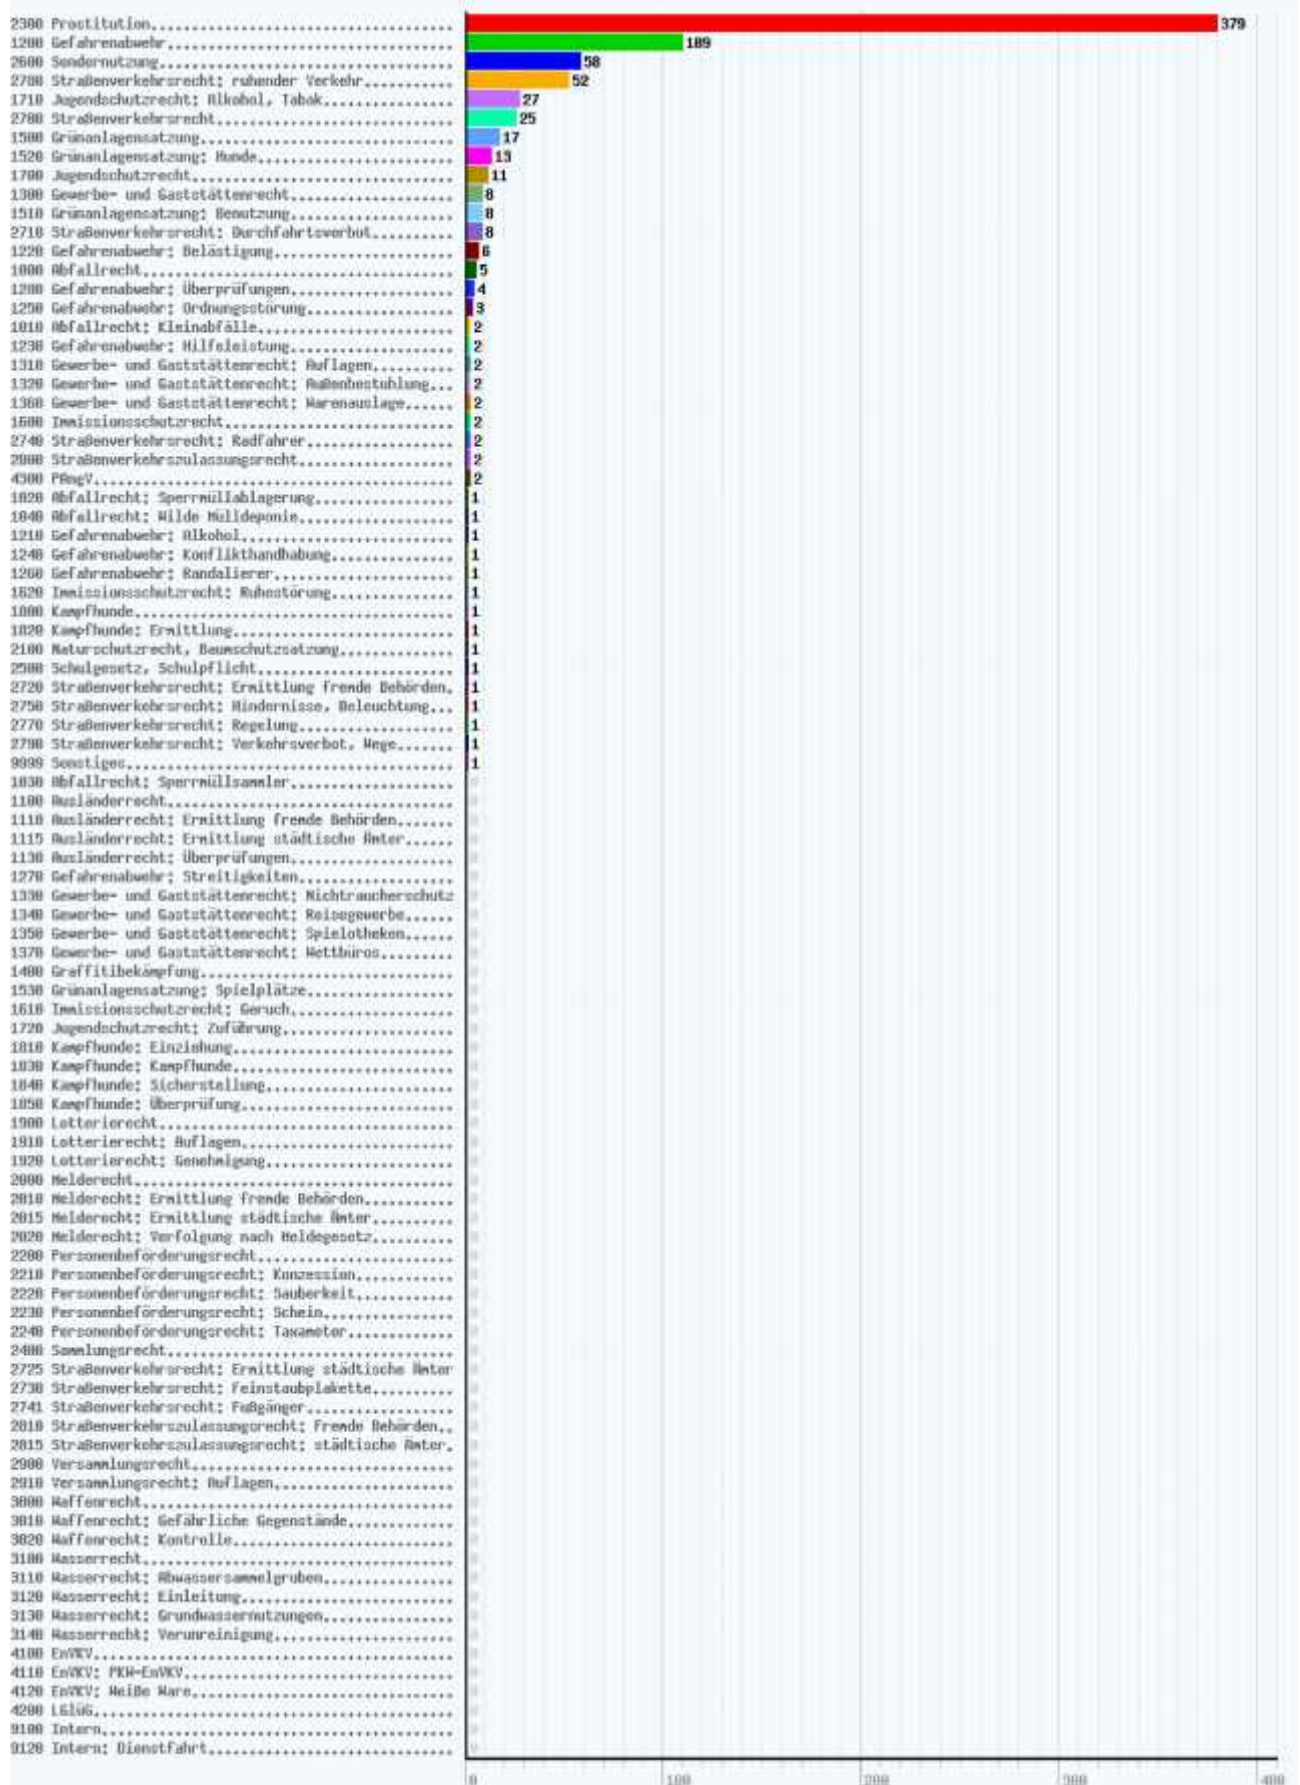 2300 Prostitution 379
1200 Gefahrenabwehr 109
2600 Sondernutzung 58
2780 Straßenverkehrsrecht: ruhender Verkehr 52
1710 Jugendschutzrecht: Alkohol, Tabak 27
2700 Straßenverkehrsrecht 25
1500 Grünanlagensatzung 17
1520 Grünanlagensatzung: Hunde 13
1700 Jugendschutzrecht 11
1300 Gewerbe- und Gaststättenrecht 8
1510 Grünanlagensatzung: Benutzung 8
2710 Straßenverkehrsrecht: Durchfahrtsverbot 8
1220 Gefahrenabwehr: Belästigung 6
1000 Abfallrecht 5
1280 Gefahrenabwehr: Überprüfungen 4
1250 Gefahrenabwehr: Ordnungsstörung 3
1010 Abfallrecht: Kleinabfälle 2
1230 Gefahrenabwehr: Hilfeleistung 2
1310 Gewerbe- und Gaststättenrecht: Auflagen 2
1320 Gewerbe- und Gaststättenrecht: Außenbestuhlung 2
1360 Gewerbe- und Gaststättenrecht: Warenauslage 2
1600 Immissionsschutzrecht 2
2740 Straßenverkehrsrecht: Radfahrer 2
2800 Straßenverkehrszulassungsrecht 2
4300 PAngV 2
1020 Abfallrecht: Sperrmüllablagerung 1
1040 Abfallrecht: Wilde Mülldeponie 1
1210 Gefahrenabwehr: Alkohol 1
1240 Gefahrenabwehr: Konflikthandhabung 1
1260 Gefahrenabwehr: Randalierer 1
1620 Immissionsschutzrecht: Ruhestörung 1
1800 Kampfhunde 1
1820 Kampfhunde: Ermittlung 1
2100 Naturschutzrecht, Baumschutzsatzung 1
2500 Schulgesetz, Schulpflicht 1
2720 Straßenverkehrsrecht: Ermittlung fremde Behörden. 1
2750 Straßenverkehrsrecht: Hindernisse, Beleuchtung 1
2770 Straßenverkehrsrecht: Regelung 1
2790 Straßenverkehrsrecht: Verkehrsverbot, Wege 1
9999 Sonstiges 1
1030 Abfallrecht: Sperrmüllsammler
1100 Ausländerrecht
1110 Ausländerrecht: Ermittlung fremde Behörden
1115 Ausländerrecht: Ermittlung städtische Ämter
1130 Ausländerrecht: Überprüfungen
1270 Gefahrenabwehr: Streitigkeiten
1330 Gewerbe- und Gaststättenrecht: Nichtraucherschutz
1340 Gewerbe- und Gaststättenrecht: Reisegewerbe
1350 Gewerbe- und Gaststättenrecht: Spielotheken
1370 Gewerbe- und Gaststättenrecht: Wettbüros
1400 Graffitibekämpfung
1530 Grünanlagensatzung: Spielplätze
1610 Immissionsschutzrecht: Geruch
1720 Jugendschutzrecht: Zuführung
1810 Kampfhunde: Einziehung
1830 Kampfhunde: Kampfhunde
1840 Kampfhunde: Sicherstellung
1850 Kampfhunde: Überprüfung
1900 Lotterierecht
1910 Lotterierecht: Auflagen
1920 Lotterierecht: Genehmigung
2000 Melderecht
2010 Melderecht: Ermittlung fremde Behörden
2015 Melderecht: Ermittlung städtische Ämter
2020 Melderecht: Verfolgung nach Meldegesetz
2200 Personenbeförderungsrecht
2210 Personenbeförderungsrecht: Konzession
2220 Personenbeförderungsrecht: Sauberkeit
2230 Personenbeförderungsrecht: Schein
2240 Personenbeförderungsrecht: Taxameter
2400 Sammlungsrecht
2725 Straßenverkehrsrecht: Ermittlung städtische Ämter
2730 Straßenverkehrsrecht: Feinstaubplakette
2741 Straßenverkehrsrecht: Fußgänger
2810 Straßenverkehrszulassungsrecht: Fremde Behörden
2815 Straßenverkehrszulassungsrecht: städtische Ämter.
2900 Versammlungsrecht
2910 Versammlungsrecht: Auflagen
3000 Waffenrecht
3010 Waffenrecht: Gefährliche Gegenstände
3020 Waffenrecht: Kontrolle
3100 Wasserrecht
3110 Wasserrecht: Abwassersammelgruben
3120 Wasserrecht: Einleitung
3130 Wasserrecht: Grundwassernutzungen
3140 Wasserrecht: Verunreinigung
4100 EnVKV
4110 EnVKV: PKW-EnVKV
4120 EnVKV: Weiße Ware
4200 LGlüG
9100 Intern
9120 Intern: Dienstfahrt
0 100 200 300 400